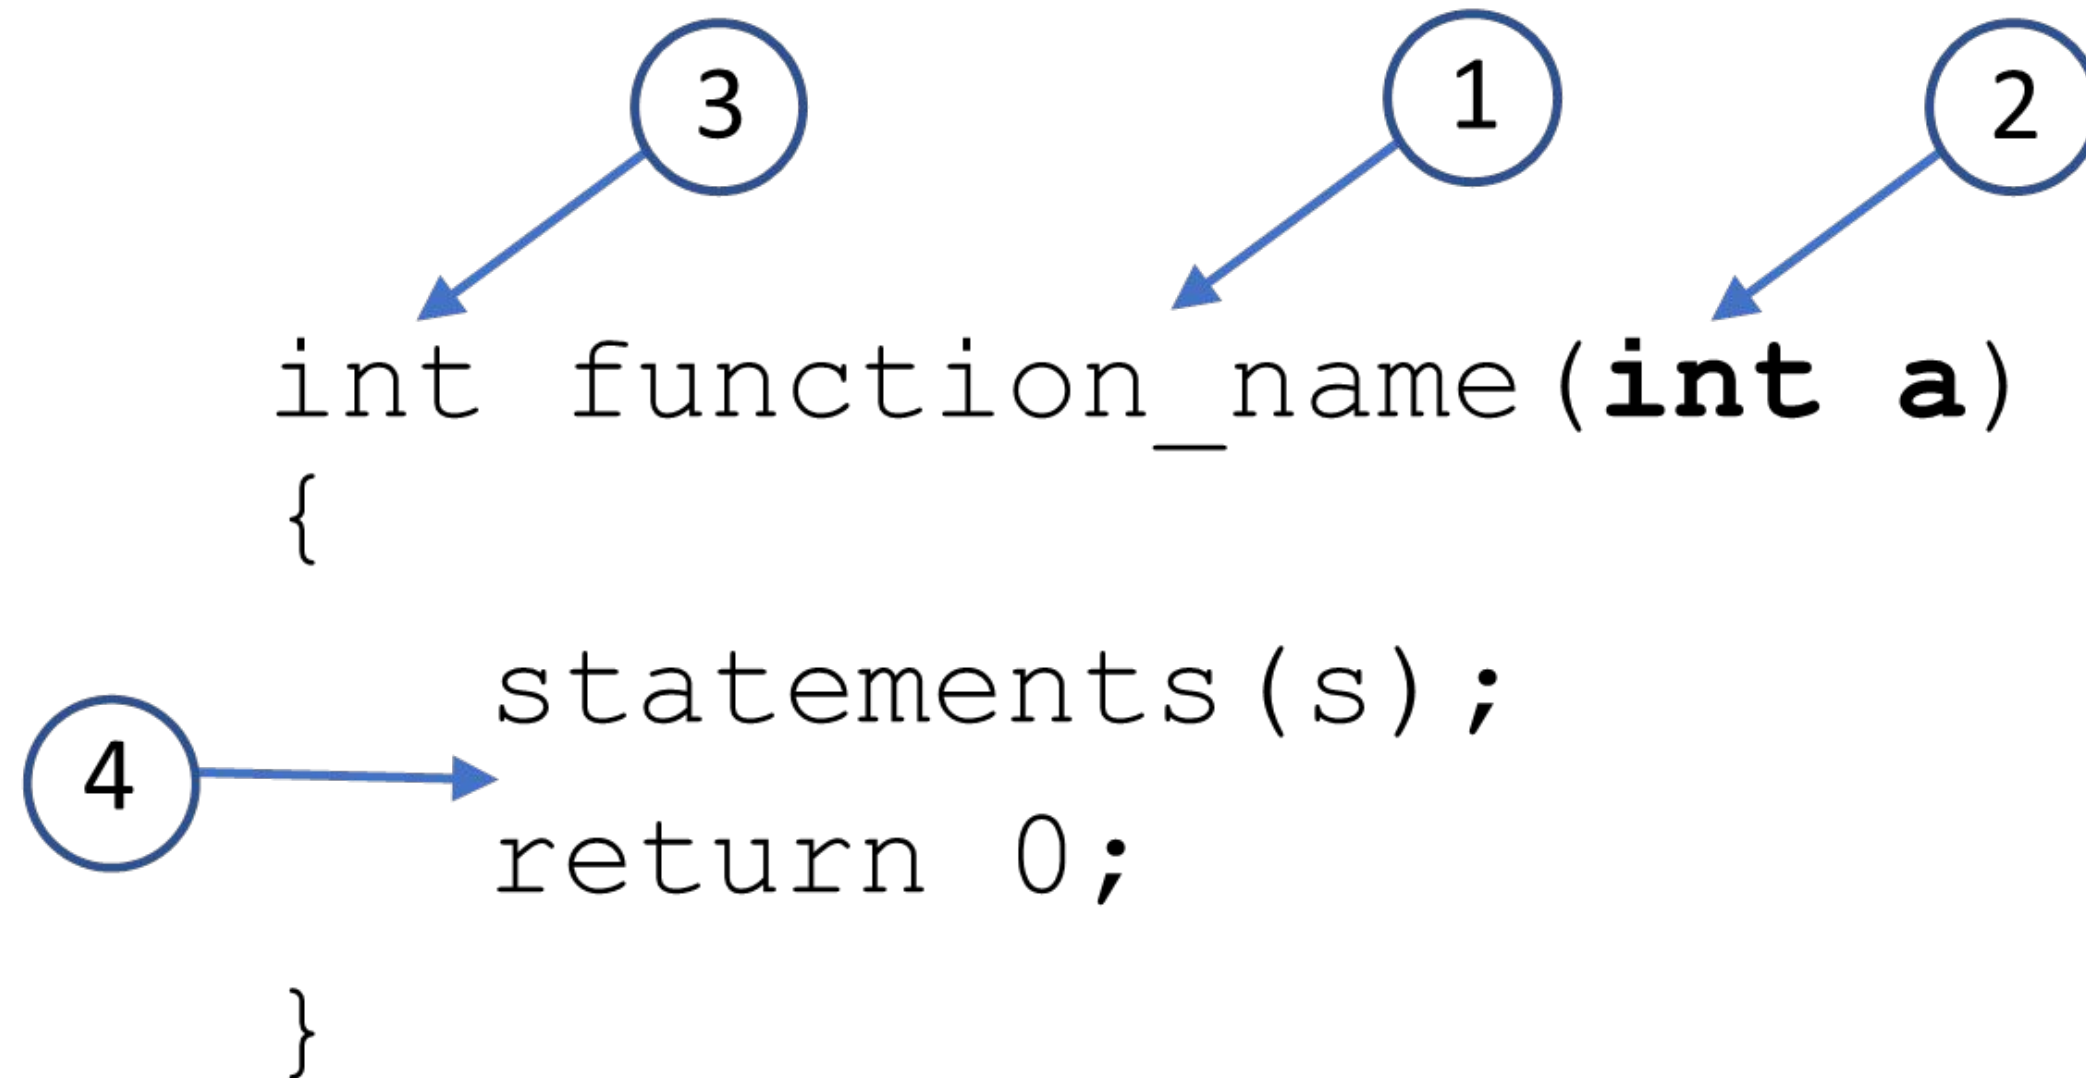 3 1 2
int function_name(int a)
{
statements(s);
4
return 0;
}